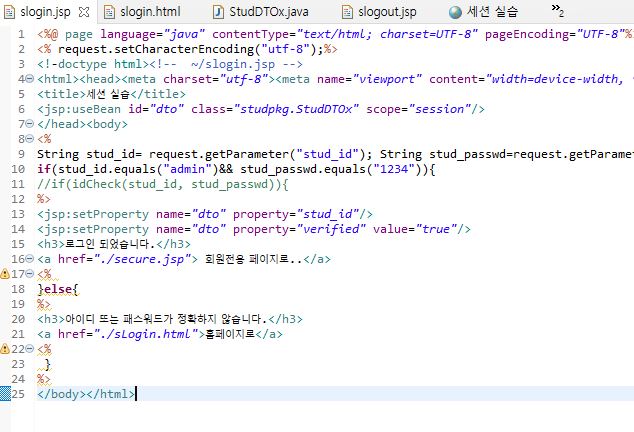 slogin.jsp slogin.html StudDTOx.java slogout.jsp 세션 실습 »2
1 <%@ page language="java" contentType="text/html; charset=UTF-8" pageEncoding="UTF-8"%
2 <% request.setCharacterEncoding("utf-8");%>
3 <!-doctype html><!-- ~/slogin.jsp -->
4 <html><head><meta charset="utf-8"><meta name="viewport" content="width=device-width,
5 <title>세션 실습</title>
6 <jsp:useBean id="dto" class="studpkg.StudDTOx" scope="session"/>
7 </head><body>
8 <%
9 String stud_id= request.getParameter("stud_id"); String stud_passwd=request.getParame
10 if(stud_id.equals("admin")&& stud_passwd.equals("1234")){
11 //if(idCheck(stud_id, stud_passwd)){
12 %>
13 <jsp:setProperty name="dto" property="stud_id"/>
14 <jsp:setProperty name="dto" property="verified" value="true"/>
15 <h3>로그인 되었습니다.</h3>
16 <a href="./secure.jsp"> 회원전용 페이지로..</a>
17 <%
18 }else{
19 %>
20 <h3>아이디 또는 패스워드가 정확하지 않습니다.</h3>
21 <a href="./sLogin.html">홈페이지로</a>
22 <%
23 }
24 %>
25 </body></html>